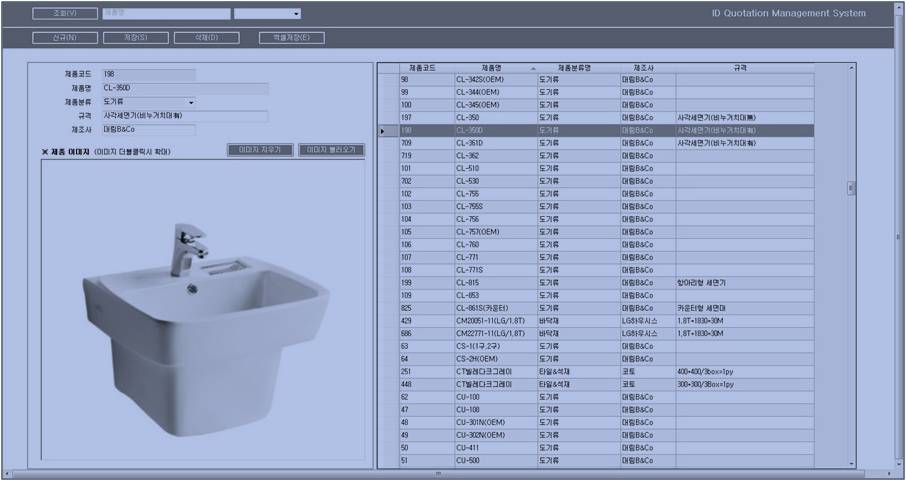 조회(V) 제품명 ID Quotation Management System
신규(N) 저장(S) 삭제(D) 엑셀저장(E)
제품코드 198
제품명 CL-350D
제품분류 도기류
규격 사각세면기(비누거치대有)
제조사 대림B&Co
※ 제품 이미지 (이미지 더블클릭시 확대) 이미지 지우기 이미지 불러오기
제품코드 제품명 제품분류명 제조사 규격
98 CL-342S(OEM) 도기류 대림B&Co
99 CL-344(OEM) 도기류 대림B&Co
100 CL-345(OEM) 도기류 대림B&Co
197 CL-350 도기류 대림B&Co 사각세면기(비누거치대無)
198 CL-350D 도기류 대림B&Co 사각세면기(비누거치대有)
709 CL-361D 도기류 대림B&Co 사각세면기(비누거치대有)
719 CL-362 도기류 대림B&Co
101 CL-510 도기류 대림B&Co
702 CL-530 도기류 대림B&Co
102 CL-755 도기류 대림B&Co
103 CL-755S 도기류 대림B&Co
104 CL-756 도기류 대림B&Co
105 CL-757(OEM) 도기류 대림B&Co
106 CL-760 도기류 대림B&Co
107 CL-771 도기류 대림B&Co
108 CL-771S 도기류 대림B&Co
199 CL-815 도기류 대림B&Co 항아리형 세면기
109 CL-853 도기류 대림B&Co
825 CL-861S(카운터) 도기류 대림B&Co 카운터형 세면대
429 CM20051-11(LG/1,8T) 바닥재 LG하우시스 1,8T*1830*30M
686 CM22771-11(LG/1,8T) 바닥재 LG하우시스 1,8T*1830*30M
63 CS-1(1구,2구) 도기류 대림B&Co
64 CS-2H(OEM) 도기류 대림B&Co
251 CT빌레다크그레이 타일&석재 코토 400*400/3box=1py
448 CT빌레다크그레이 타일&석재 코토 300*300/3Box=1py
62 CU-100 도기류 대림B&Co
47 CU-108 도기류 대림B&Co
48 CU-301N(OEM) 도기류 대림B&Co
49 CU-302N(OEM) 도기류 대림B&Co
50 CU-411 도기류 대림B&Co
51 CU-500 도기류 대림B&Co